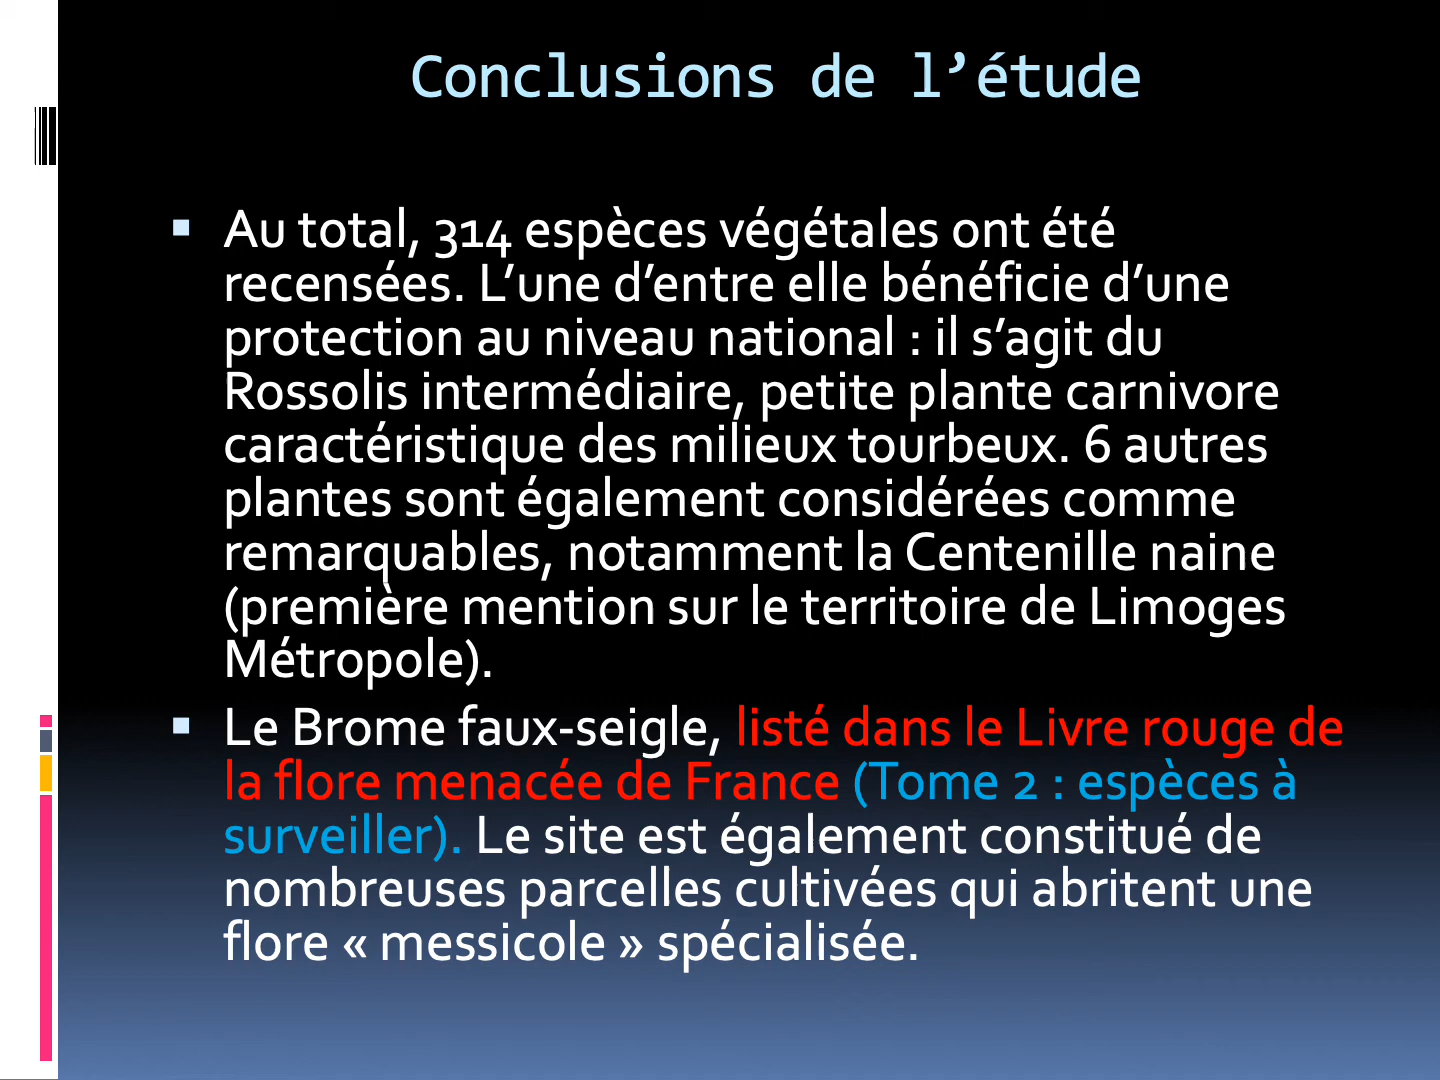 Conclusions de l’étude
Au total, 314 espèces végétales ont été
recensées. L’une d’entre elle bénéficie d’une
protection au niveau national : il s’agit du
Rossolis intermédiaire, petite plante carnivore
caractéristique des milieux tourbeux. 6 autres
plantes sont également considérées comme
remarquables, notamment la Centenille naine
(première mention sur le territoire de Limoges
Métropole).
Le Brome faux-seigle, listé dans le Livre rouge de
la flore menacée de France (Tome 2 : espèces à
surveiller). Le site est également constitué de
nombreuses parcelles cultivées qui abritent une
flore « messicole » spécialisée.